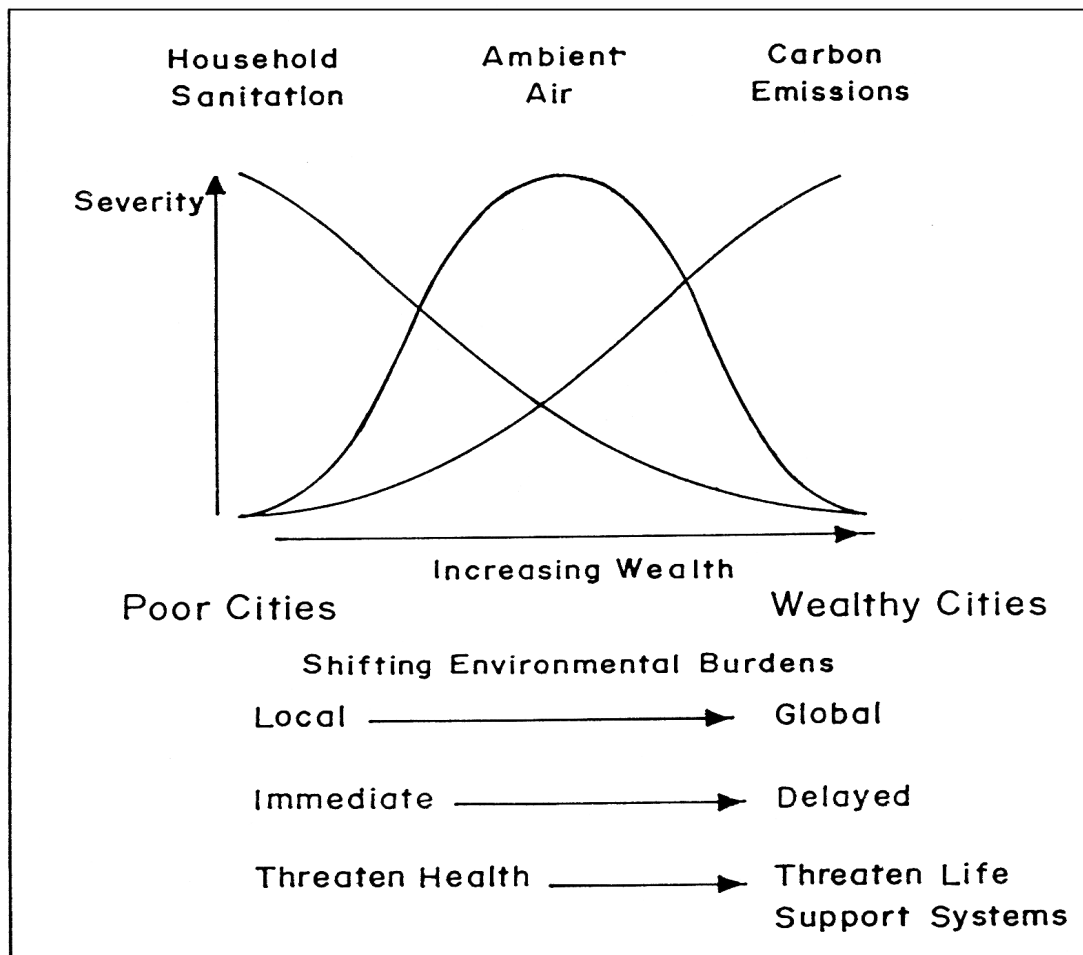 Household Sanitation
Ambient Air
Carbon Emissions
Severity
Increasing Wealth
Poor Cities
Wealthy Cities
Shifting Environmental Burdens
Local
Global
Immediate
Delayed
Threaten Health
Threaten Life
Support Systems